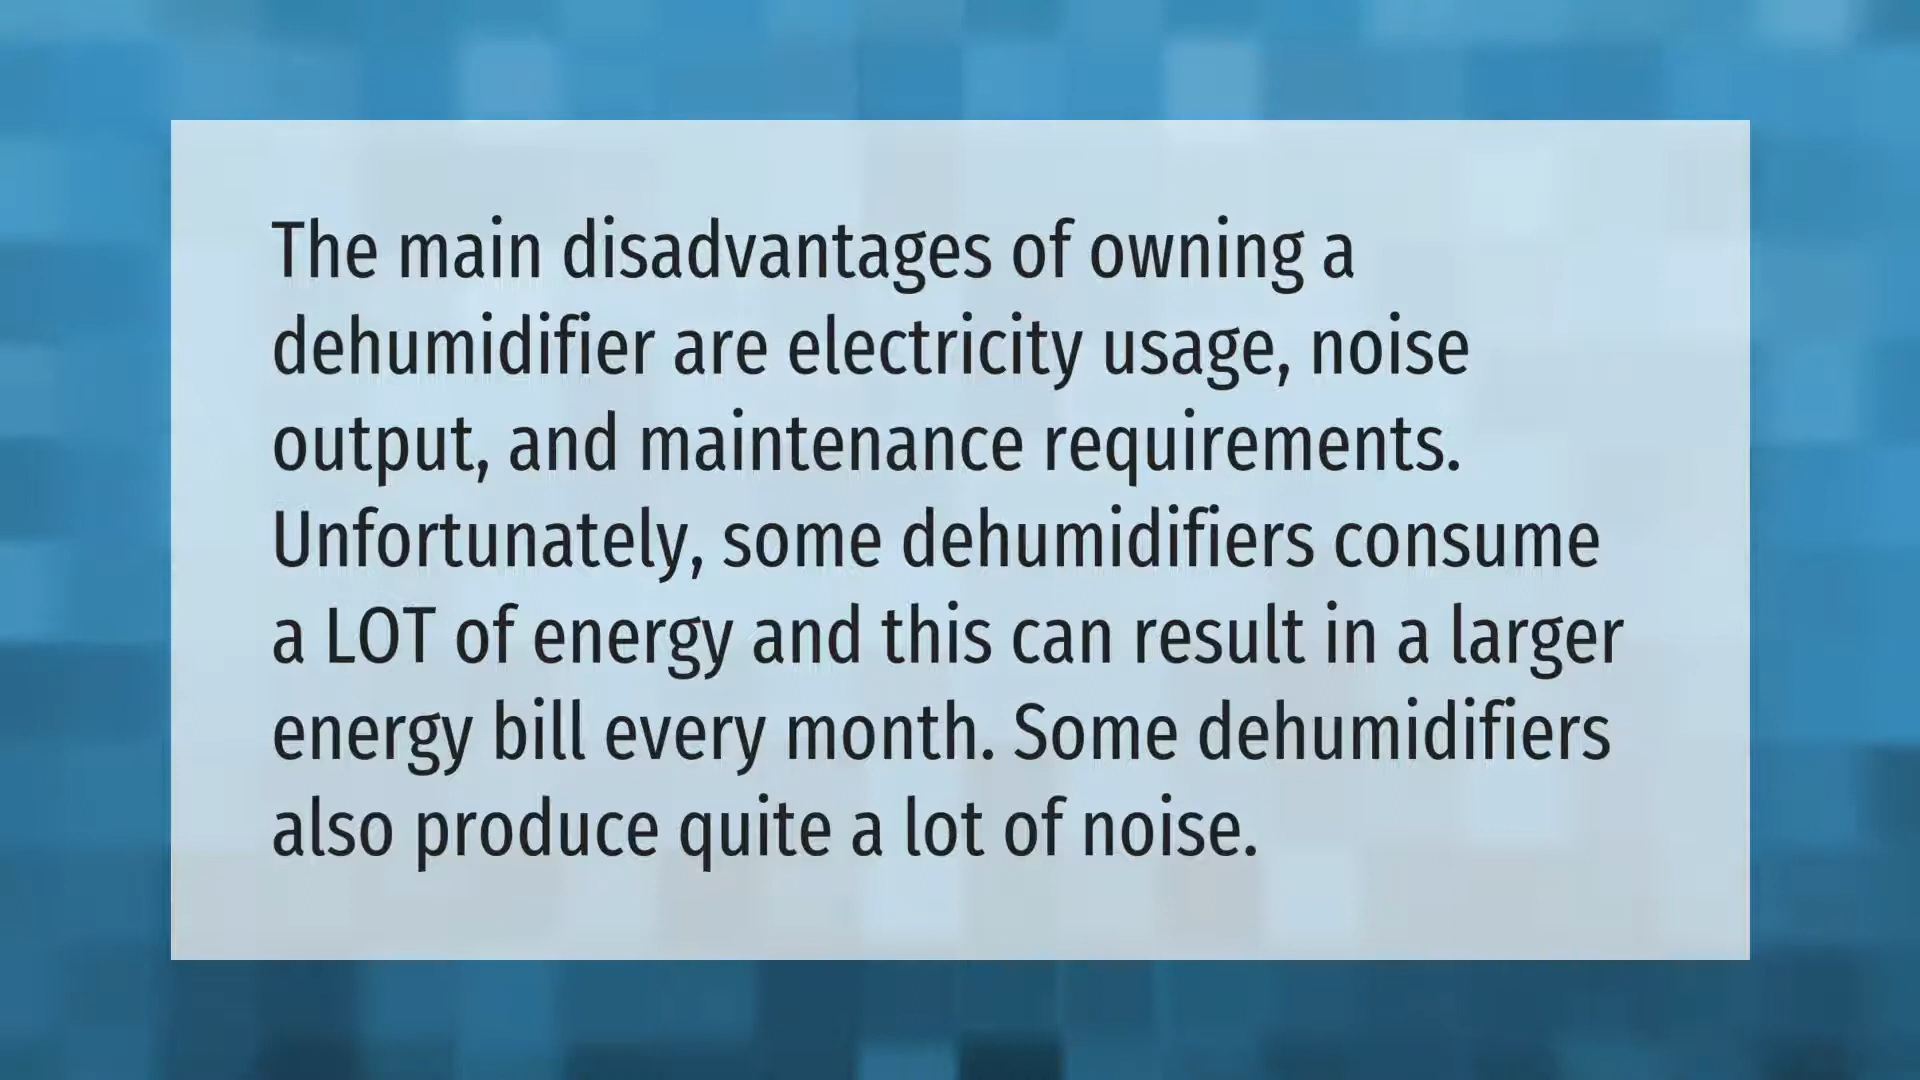 The main disadvantages of owning a
dehumidifier are electricity usage, noise
output, and maintenance requirements.
Unfortunately, some dehumidifiers consume
a LOT of energy and this can result in a larger
energy bill every month. Some dehumidifiers
also produce quite a lot of noise.